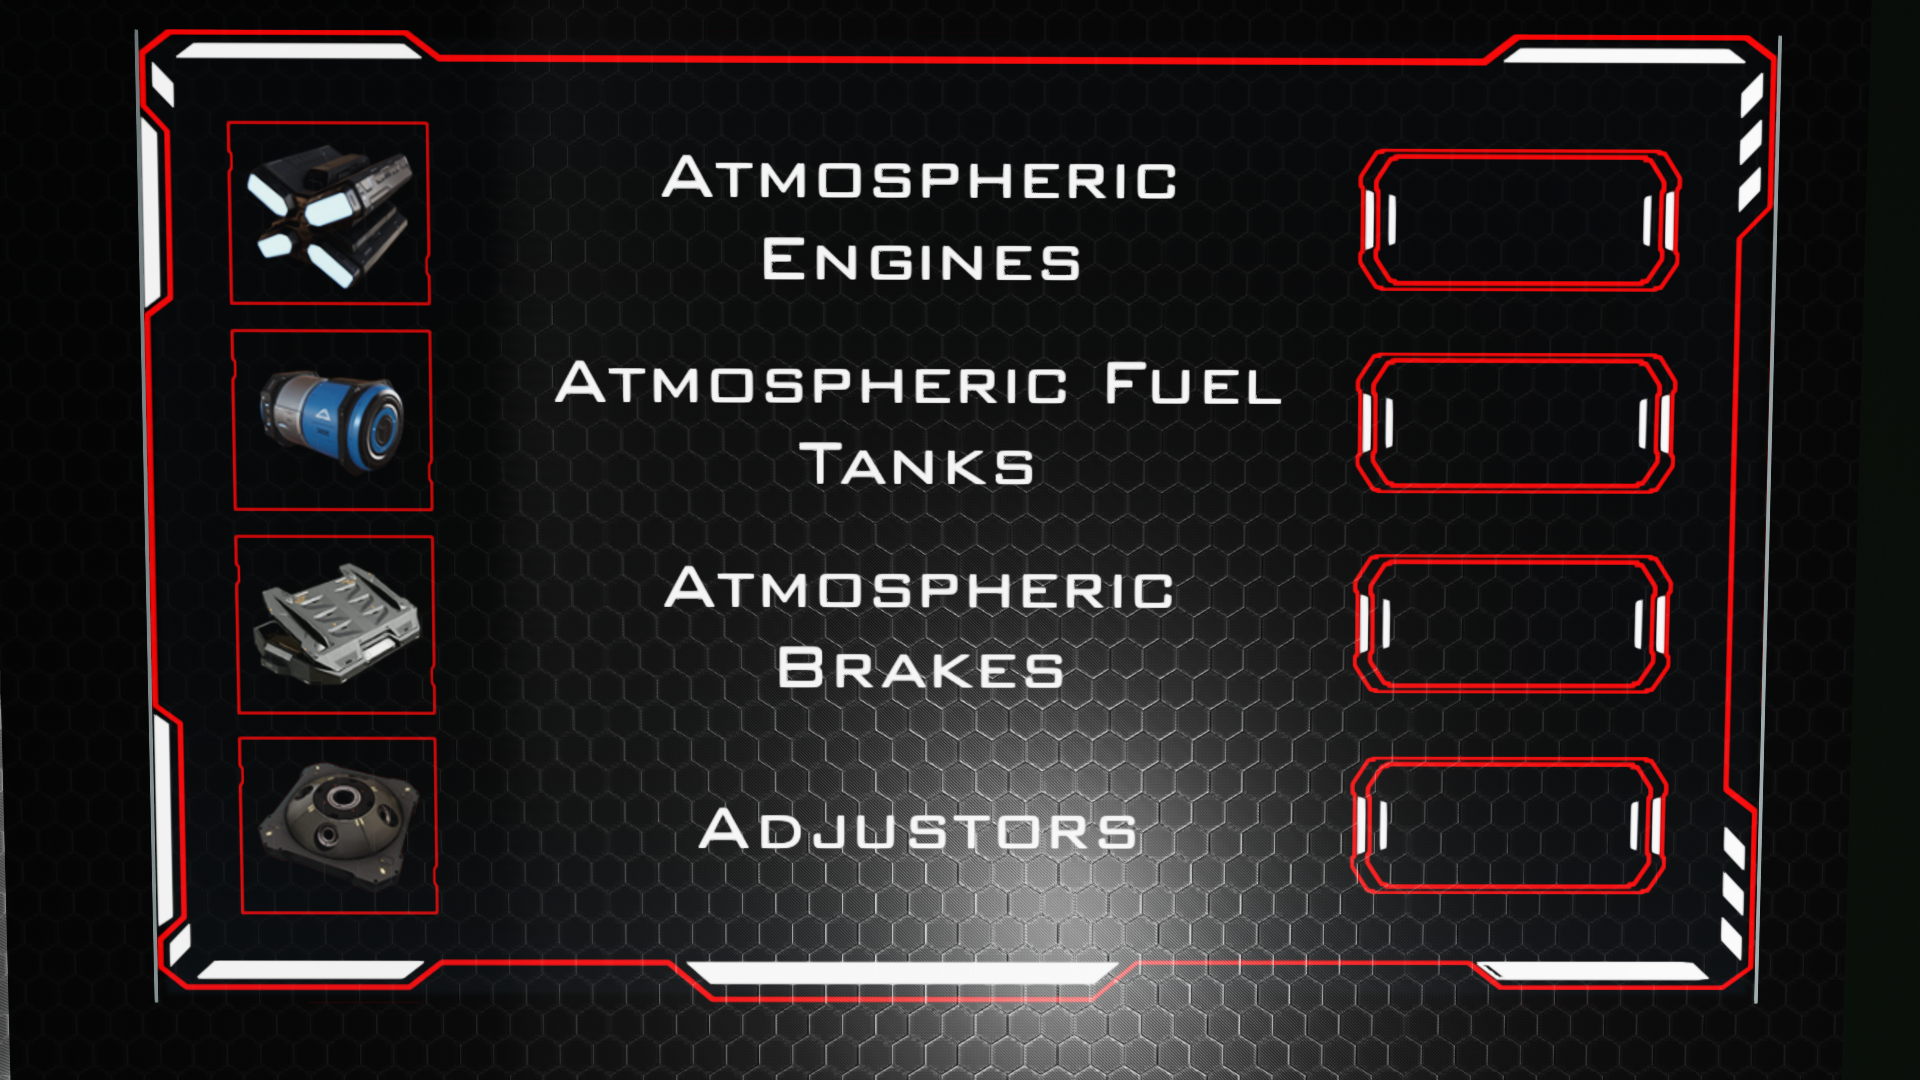 Atmospheric
Engines
Atmospheric Fuel
Tanks
Atmospheric
Brakes
Adjustors